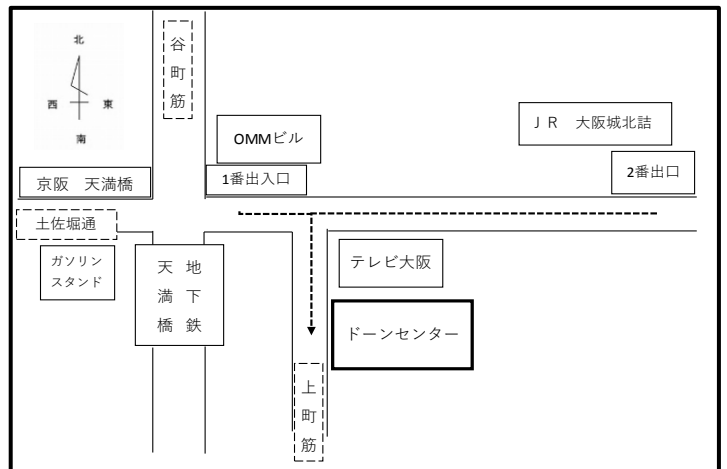 北
西 東
南
谷町筋
OMMビル
1番出入口
ＪＲ 大阪城北詰
2番出口
京阪 天満橋
土佐堀通
ガソリン
スタンド
地下鉄
天満橋
テレビ大阪
ドーンセンター
上町筋